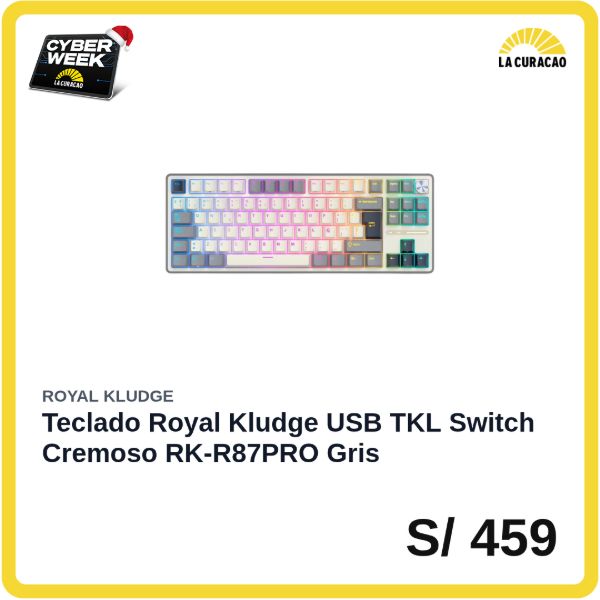 CYBER
WEEK
LA CURACAO
LA CURACAO
ROYAL KLUDGE
Teclado Royal Kludge USB TKL Switch
Cremoso RK-R87PRO Gris
S/ 459